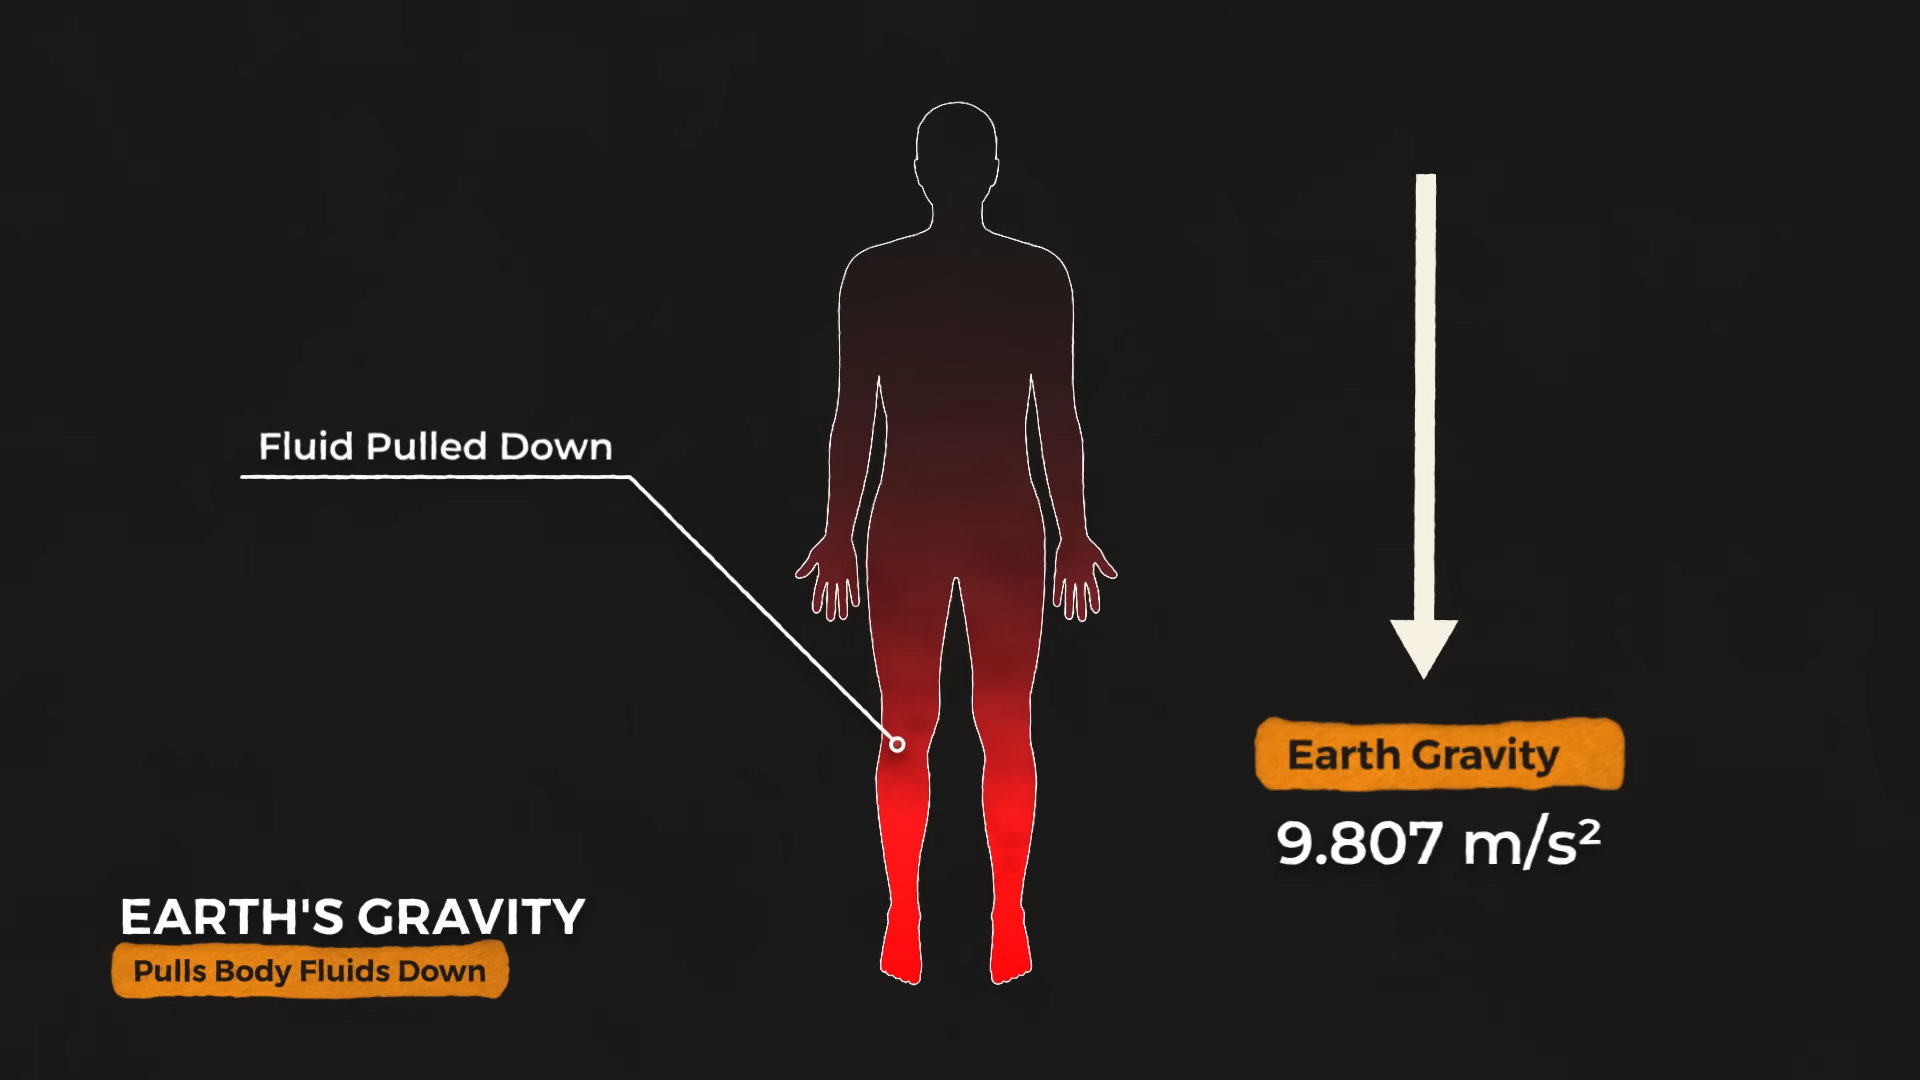 Fluid Pulled Down
Earth Gravity
9.807 m/s²
EARTH'S GRAVITY
Pulls Body Fluids Down